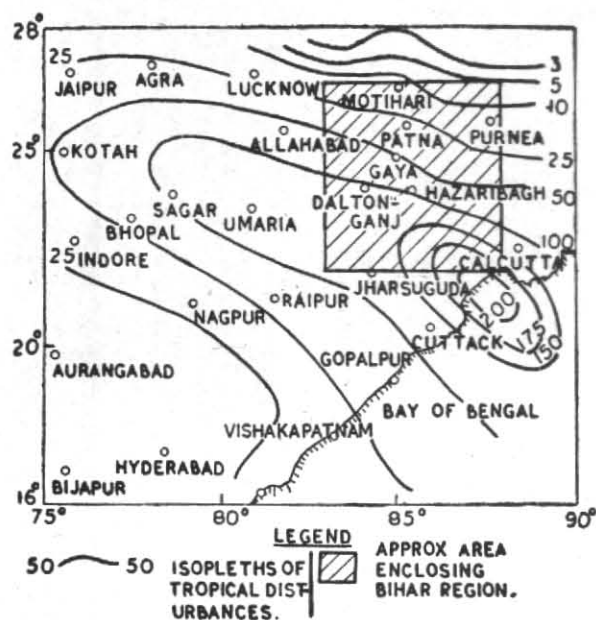 28°
25
3
5
10
JAIPUR
AGRA
LUCKNOW
MOTIHARI
PATNA
PURNEA
25°
KOTAH
ALLAHABAD
GAYA
25
HAZARIBAGH
50
DALTON-
GANJ
SAGAR
UMARIA
BHOPAL
100
CALCUTTA
25
INDORE
JHARSUGUDA
RAIPUR
NAGPUR
200
175
150
20°
CUTTACK
AURANGABAD
GOPALPUR
BAY OF BENGAL
VISHAKAPATNAM
HYDERABAD
BIJAPUR
16°
75°
80°
85°
90°
LEGEND
50
50
ISOPLETHS OF
TROPICAL DIST-
URBANCES.
APPROX AREA
ENCLOSING
BIHAR REGION.